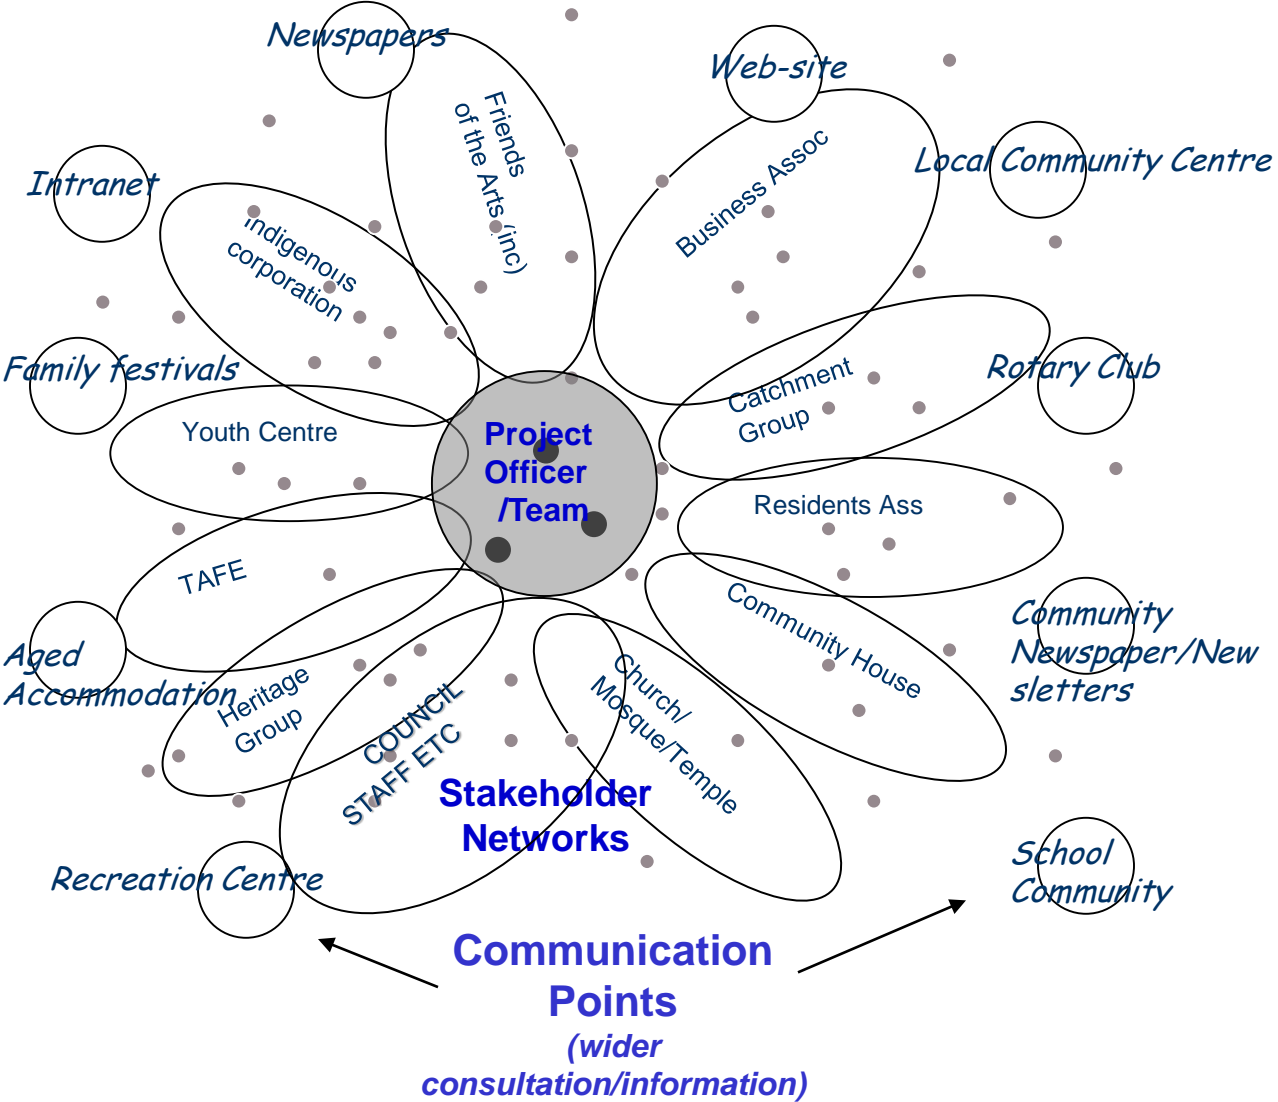 Newspapers
Web-site
Friends
of the Arts (inc)
Business Assoc
Local Community Centre
Intranet
Indigenous
corporation
Family festivals
Catchment
Group
Rotary Club
Youth Centre
Project
Officer
/Team
Residents Ass
TAFE
Community House
Community
Newspaper/New
sletters
Aged
Accommodation
Heritage
Group
COUNCIL
STAFF ETC
Church/
Mosque/Temple
Stakeholder
Networks
Recreation Centre
School
Community
Communication
Points
(wider
consultation/information)